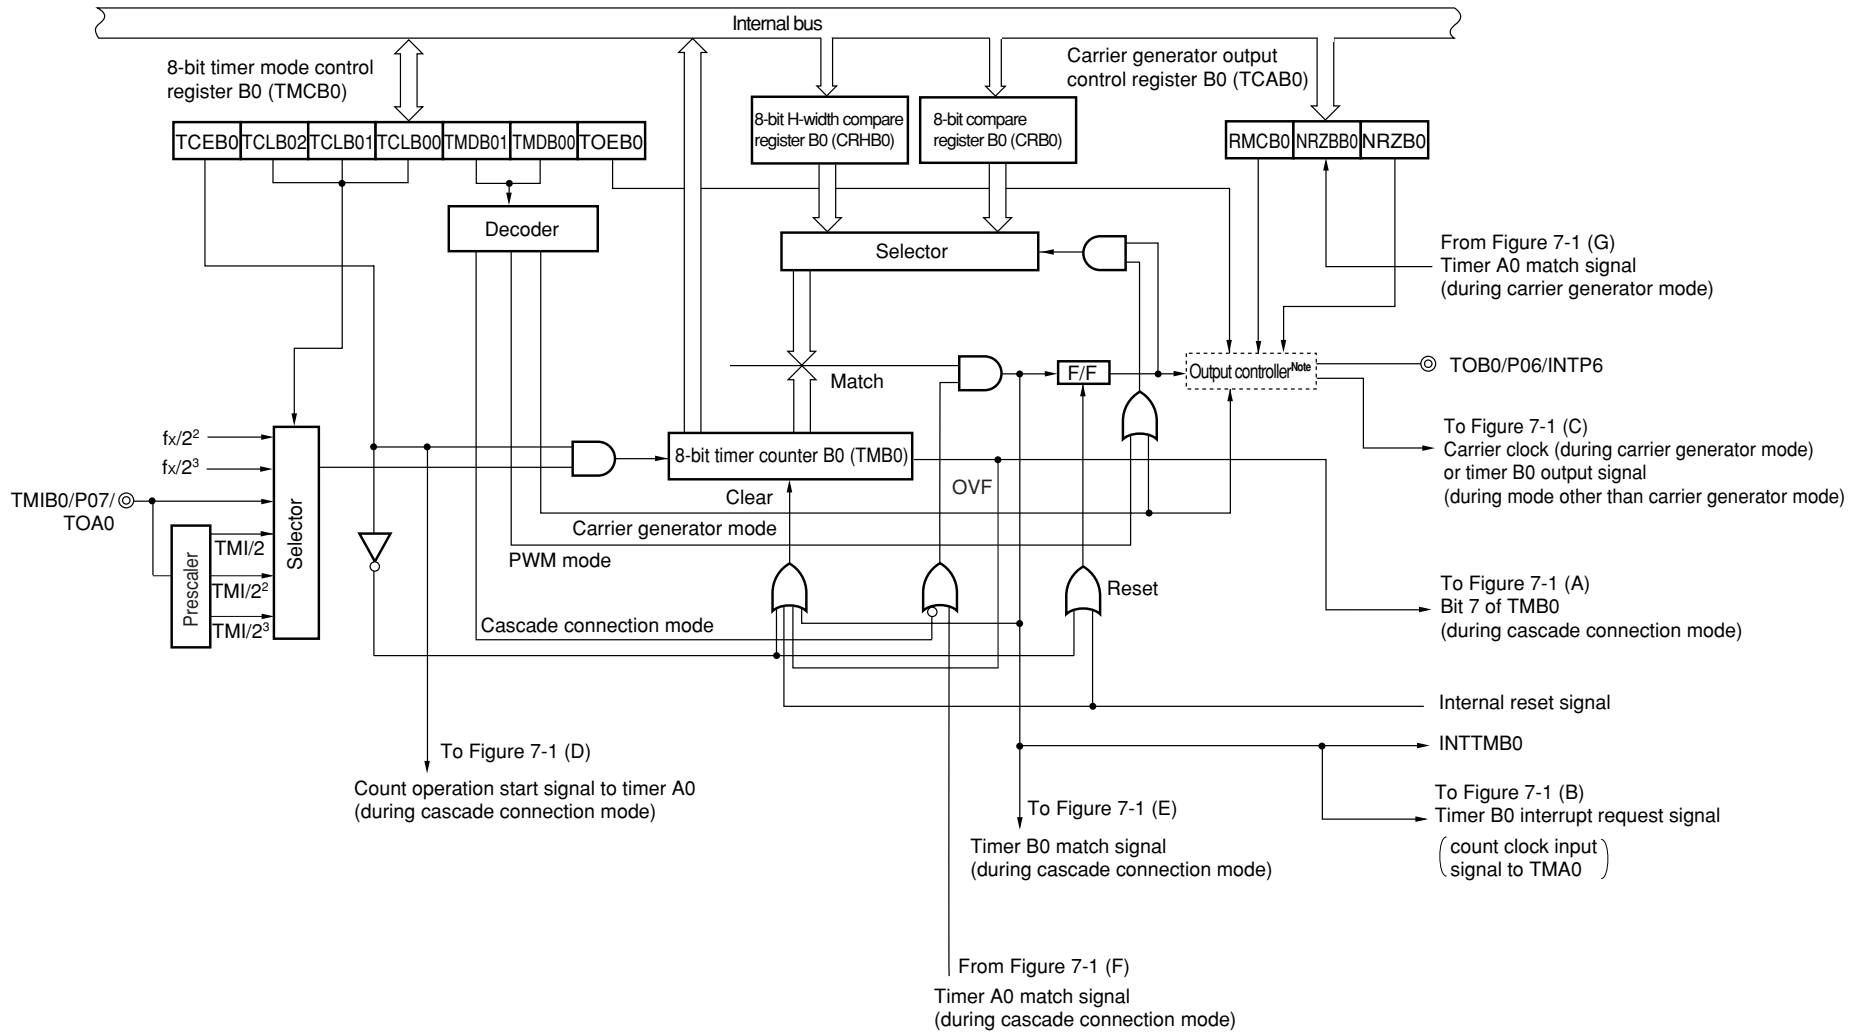 Internal bus
8-bit timer mode control
register B0 (TMCB0)
Carrier generator output
control register B0 (TCAB0)
8-bit H-width compare
register B0 (CRHB0)
8-bit compare
register B0 (CRB0)
TCEB0 TCLB02 TCLB01 TCLB00 TMDB01 TMDB00 TOEB0
RMCB0 NRZBB0 NRZB0
Decoder
Selector
From Figure 7-1 (G)
Timer A0 match signal
(during carrier generator mode)
Match
F/F
Output controllerNote
TOB0/P06/INTP6
To Figure 7-1 (C)
Carrier clock (during carrier generator mode)
or timer B0 output signal
(during mode other than carrier generator mode)
fx/2²
fx/2³
TMIB0/P07/
TOA0
Prescaler
TMI/2
TMI/2²
TMI/2³
Selector
8-bit timer counter B0 (TMB0)
Clear
OVF
Carrier generator mode
PWM mode
Cascade connection mode
Reset
To Figure 7-1 (A)
Bit 7 of TMB0
(during cascade connection mode)
Internal reset signal
INTTMB0
To Figure 7-1 (D)
Count operation start signal to timer A0
(during cascade connection mode)
To Figure 7-1 (E)
Timer B0 match signal
(during cascade connection mode)
To Figure 7-1 (B)
Timer B0 interrupt request signal
(count clock input
signal to TMA0)
From Figure 7-1 (F)
Timer A0 match signal
(during cascade connection mode)